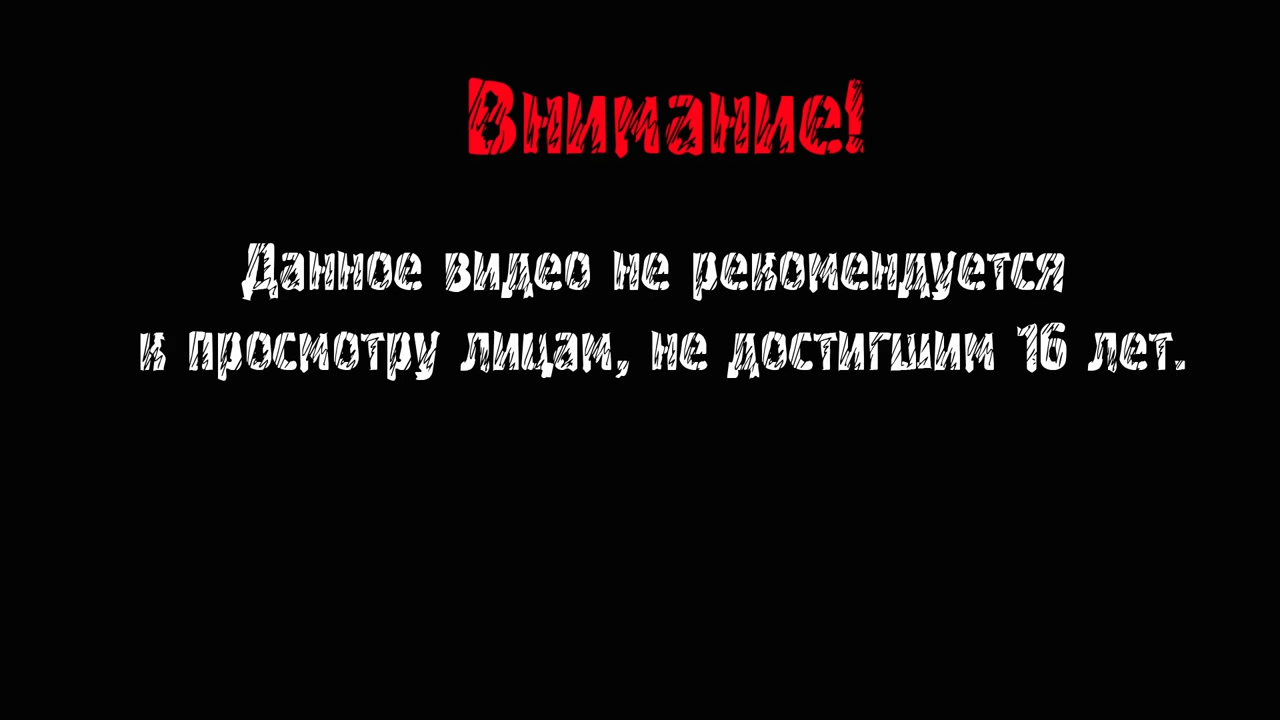 Внимание!
Данное видео не рекомендуется
к просмотру лицам, не достигшим 16 лет.